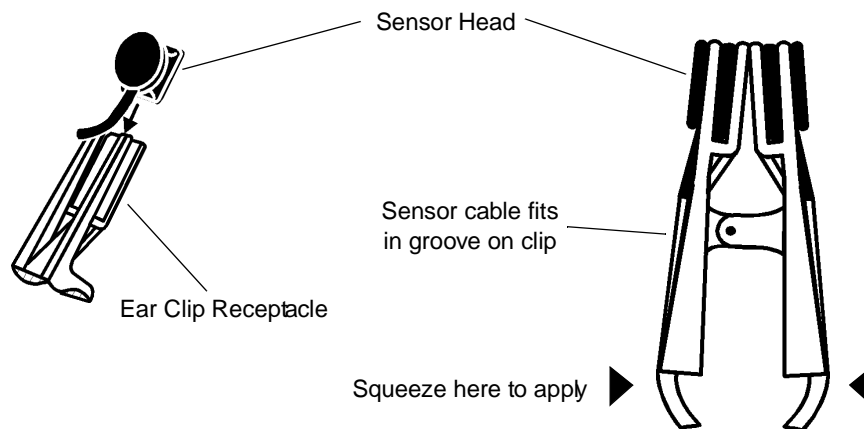 Sensor Head
Sensor cable fits
in groove on clip
Ear Clip Receptacle
Squeeze here to apply